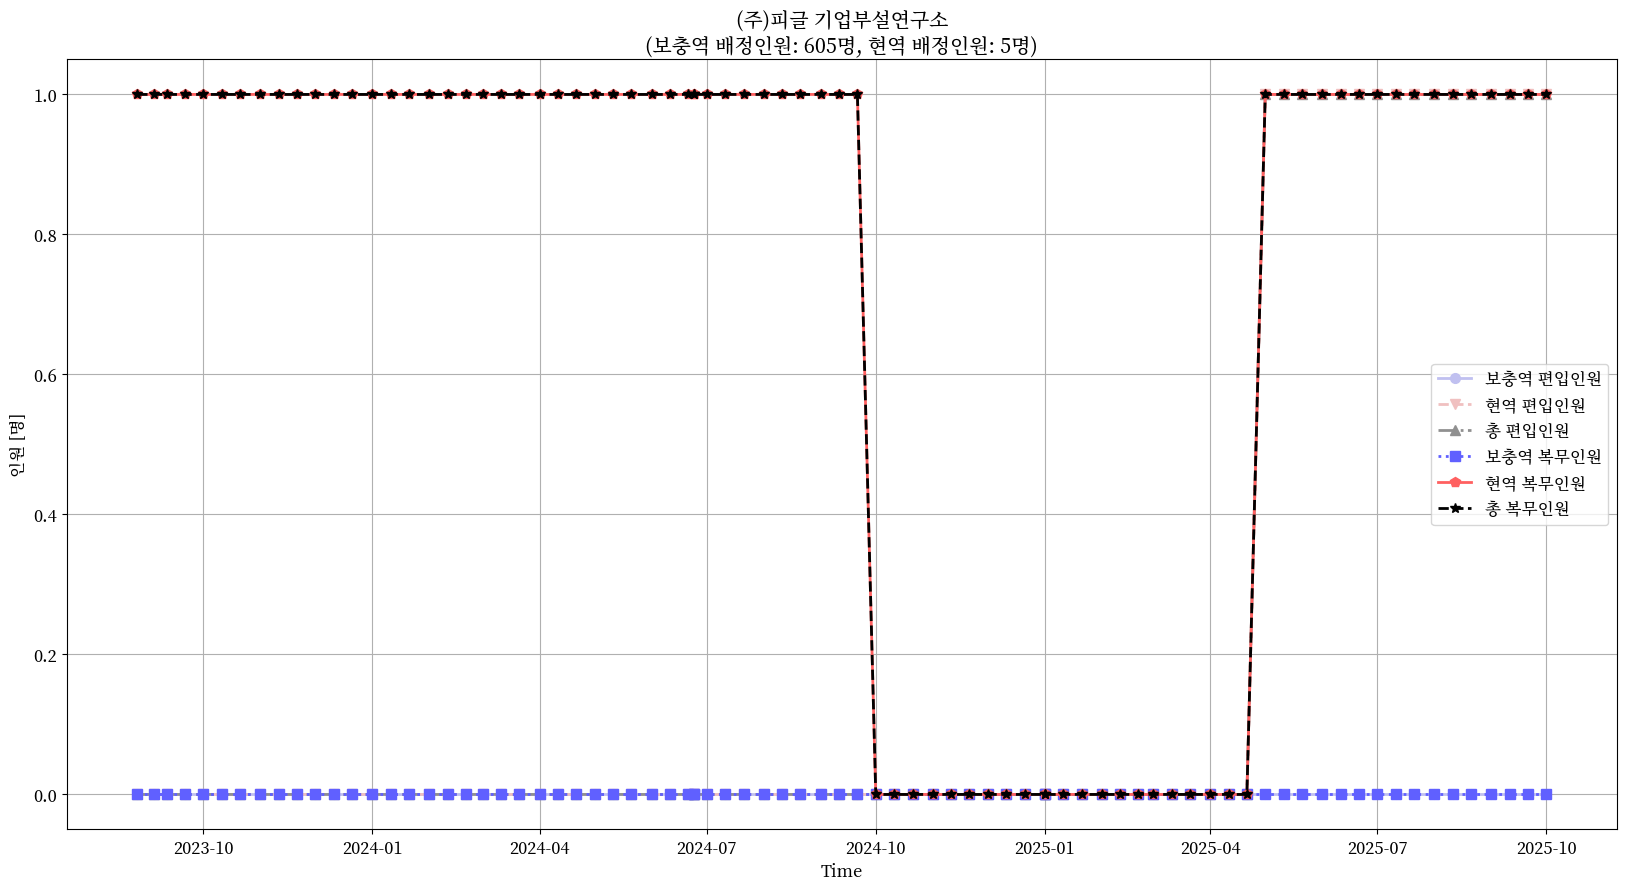 (주)피글 기업부설연구소
(보충역 배정인원: 605명, 현역 배정인원: 5명)
1.0
0.8
0.6
0.4
0.2
0.0
인원 [명]
보충역 편입인원
현역 편입인원
총 편입인원
보충역 복무인원
현역 복무인원
총 복무인원
2023-10 2024-01 2024-04 2024-07 2024-10 2025-01 2025-04 2025-07 2025-10
Time